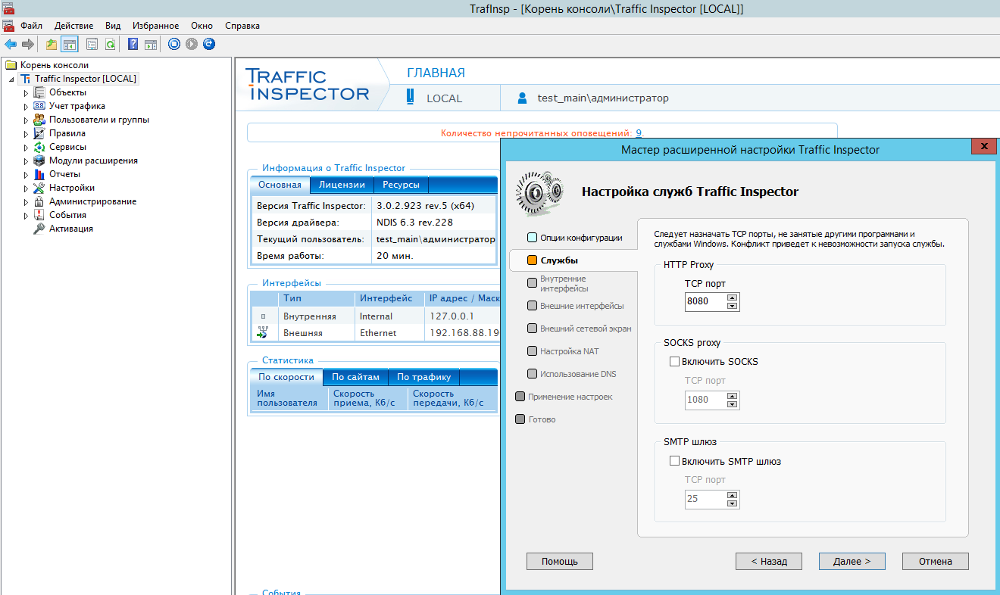 TrafInsp - [Корень консоли\Traffic Inspector [LOCAL]]
Файл Действие Вид Избранное Окно Справка
Корень консоли
Traffic Inspector [LOCAL]
Объекты
Учет трафика
Пользователи и группы
Правила
Сервисы
Модули расширения
Отчеты
Настройки
Администрирование
События
Активация
TRAFFIC
INSPECTOR
ГЛАВНАЯ
LOCAL
test_main\администратор
Количество непрочитанных оповещений: 9.
Информация о Traffic Inspector
Основная Лицензии Ресурсы
Версия Traffic Inspector: 3.0.2.923 rev.5 (x64)
Версия драйвера: NDIS 6.3 rev.228
Текущий пользователь: test_main\администратор
Время работы: 20 мин.
Интерфейсы
Тип Интерфейс IP адрес / Маск
Внутренняя Internal 127.0.0.1
Внешняя Ethernet 192.168.88.19
Статистика
По скорости По сайтам По трафику
Имя
пользователя
Скорость
приема, Кб/с
Скорость
передачи, Кб/с
События
Мастер расширенной настройки Traffic Inspector
x
Настройка служб Traffic Inspector
Опции конфигурации
Службы
Внутренние
интерфейсы
Внешние интерфейсы
Внешний сетевой экран
Настройка NAT
Использование DNS
Применение настроек
Готово
Следует назначать TCP порты, не занятые другими программами и
службами Windows. Конфликт приведет к невозможности запуска службы.
HTTP Proxy
TCP порт
8080
SOCKS proxy
Включить SOCKS
TCP порт
1080
SMTP шлюз
Включить SMTP шлюз
TCP порт
25
Помощь
< Назад
Далее >
Отмена